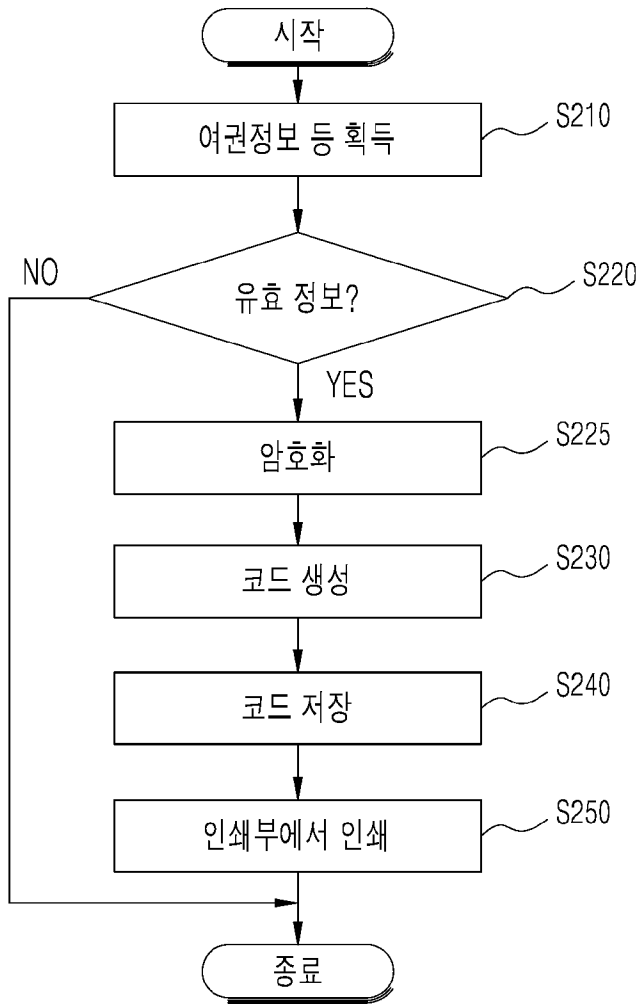 시작
여권정보 등 획득
S210
NO
유효 정보?
S220
YES
암호화
S225
코드 생성
S230
코드 저장
S240
인쇄부에서 인쇄
S250
종료